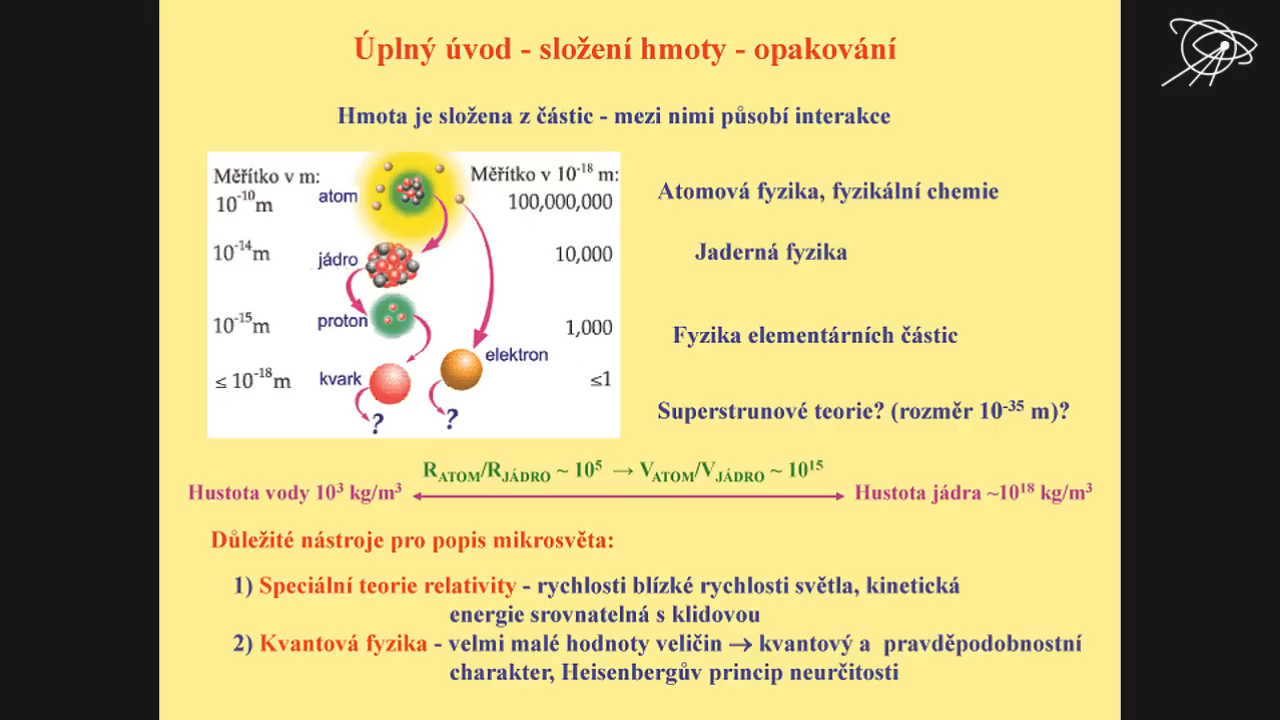 Úplný úvod - složení hmoty - opakování
Hmota je složena z částic - mezi nimi působí interakce
Měřítko v m:
Měřítko v 10⁻¹⁸ m:
10⁻¹⁰m
atom
100,000,000
Atomová fyzika, fyzikální chemie
10⁻¹⁴m
jádro
10,000
Jaderná fyzika
10⁻¹⁵m
proton
1,000
Fyzika elementárních částic
elektron
≤ 10⁻¹⁸m
kvark
≤1
?
?
Superstrunové teorie? (rozměr 10⁻³⁵ m)?
R_ATOM/R_JÁDRO ~ 10⁵ → V_ATOM/V_JÁDRO ~ 10¹⁵
Hustota vody 10³ kg/m³
Hustota jádra ~10¹⁸ kg/m³
Důležité nástroje pro popis mikrosvěta:
1) Speciální teorie relativity - rychlosti blízké rychlosti světla, kinetická
energie srovnatelná s klidovou
2) Kvantová fyzika - velmi malé hodnoty veličin → kvantový a pravděpodobnostní
charakter, Heisenbergův princip neurčitosti